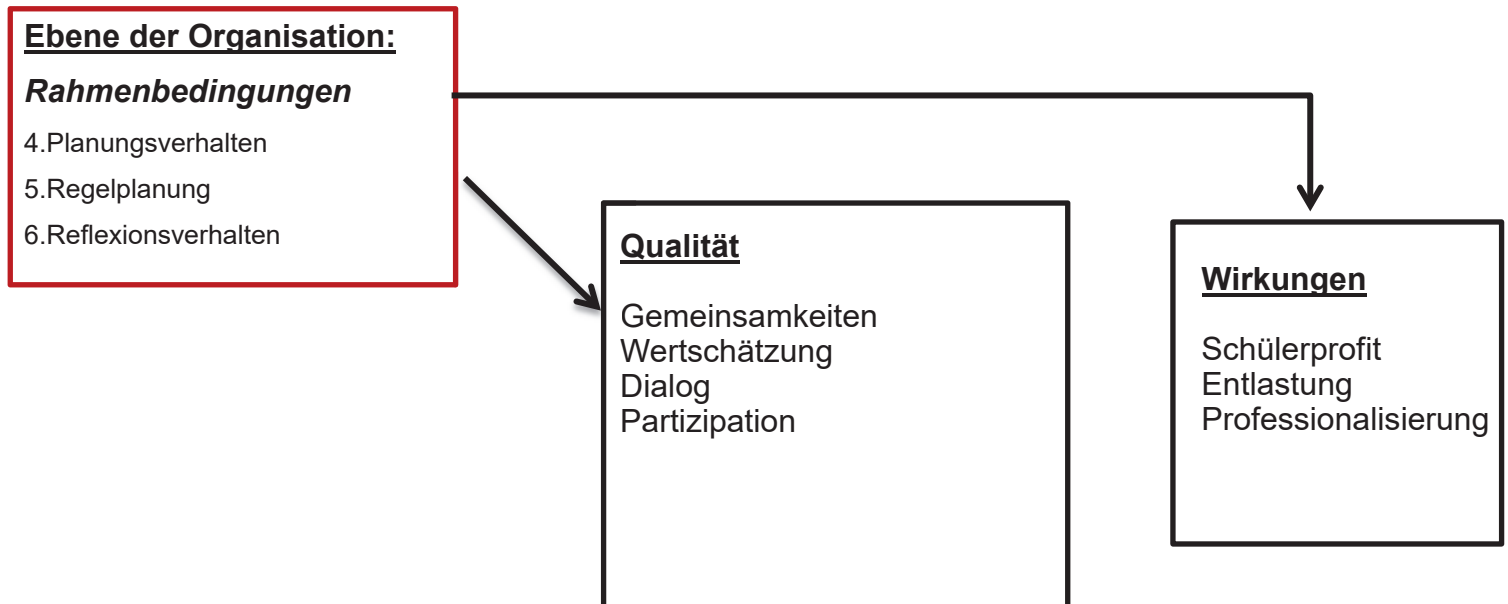 Ebene der Organisation:
Rahmenbedingungen
4.Planungsverhalten
5.Regelplanung
6.Reflexionsverhalten
Qualität
Gemeinsamkeiten
Wertschätzung
Dialog
Partizipation
Wirkungen
Schülerprofit
Entlastung
Professionalisierung